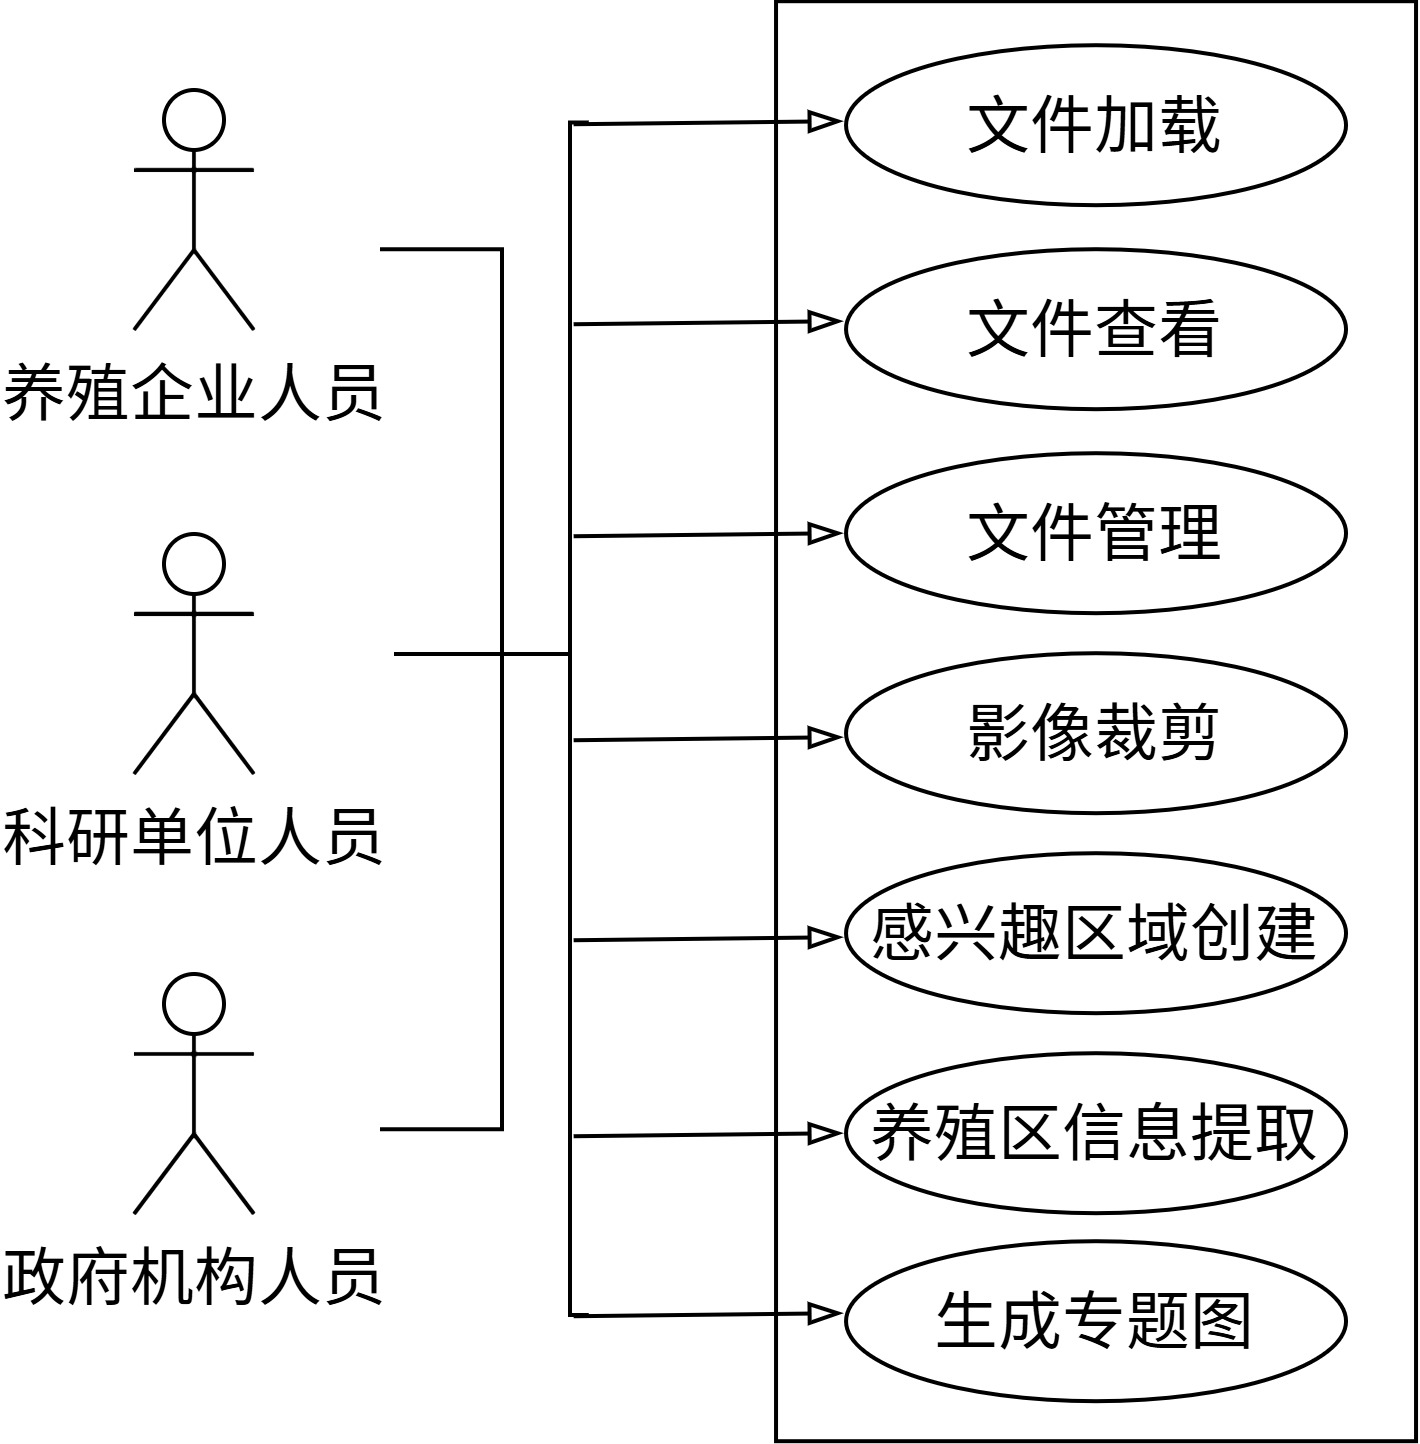 养殖企业人员
科研单位人员
政府机构人员
文件加载
文件查看
文件管理
影像裁剪
感兴趣区域创建
养殖区信息提取
生成专题图